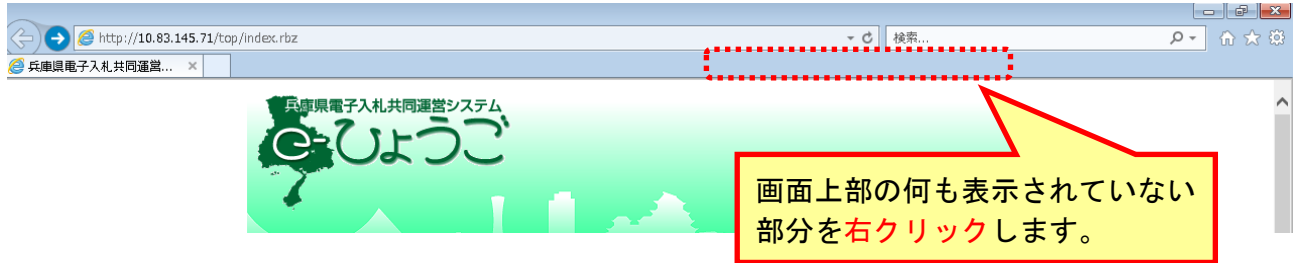 http://10.83.145.71/top/index.rbz
検索...
兵庫県電子入札共同運営...
兵庫県電子入札共同運営システム
e-ひょうご
画面上部の何も表示されていない
部分を右クリックします。